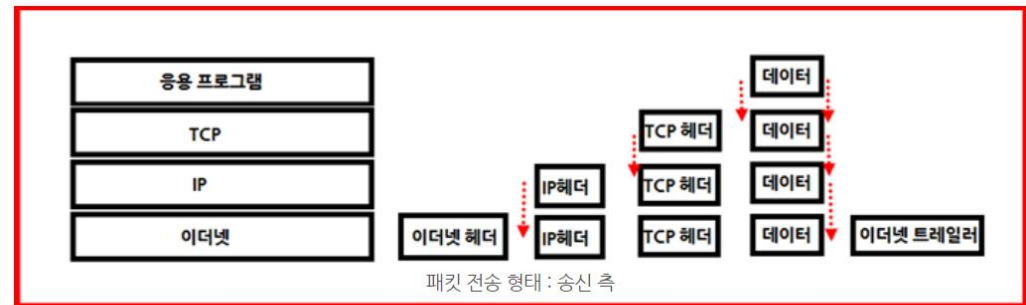 응용 프로그램 데이터
TCP TCP 헤더 데이터
IP IP헤더 TCP 헤더 데이터
이더넷 이더넷 헤더 IP헤더 TCP 헤더 데이터 이더넷 트레일러
패킷 전송 형태 : 송신 측